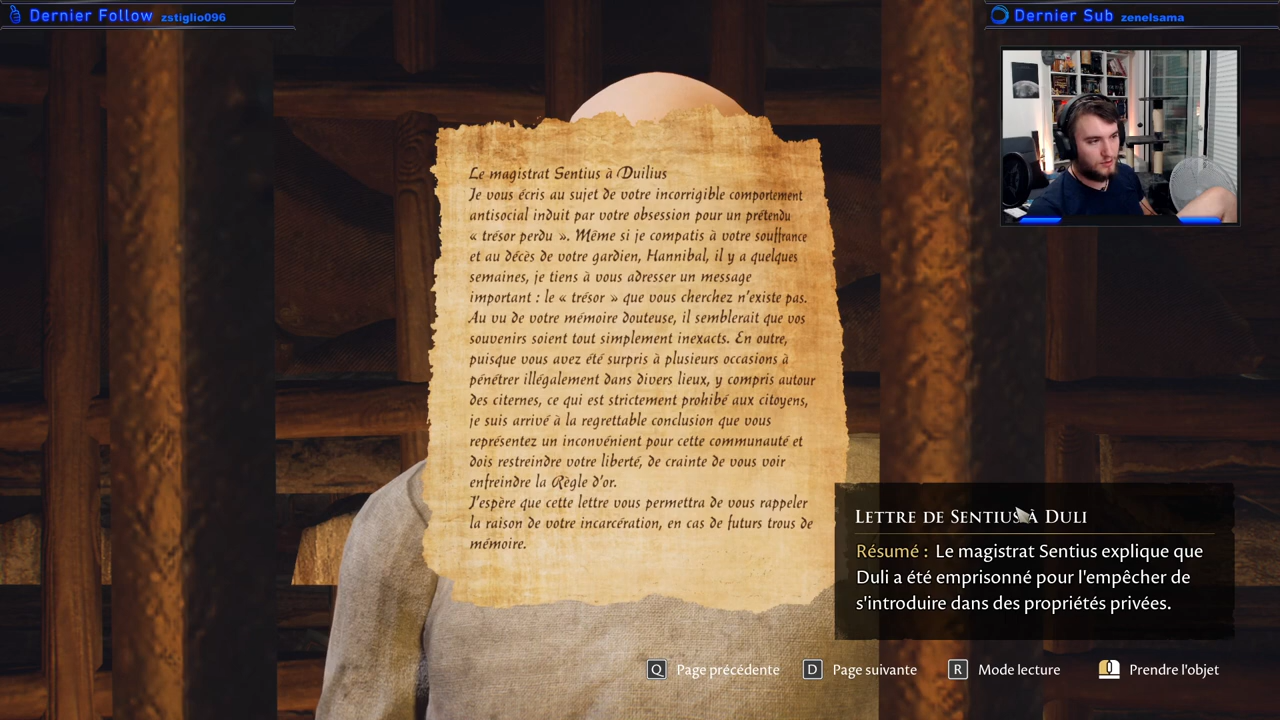 Dernier Follow zstiglio096
Dernier Sub zenelsama
Le magistrat Sentius à Duilius
Je vous écris au sujet de votre incorrigible comportement
antisocial induit par votre obsession pour un prétendu
« trésor perdu ». Même si je compatis à votre souffrance
et au décès de votre gardien, Hannibal, il y a quelques
semaines, je tiens à vous adresser un message
important : le « trésor » que vous cherchez n'existe pas.
Au vu de votre mémoire douteuse, il semblerait que vos
souvenirs soient tout simplement inexacts. En outre,
puisque vous avez été surpris à plusieurs occasions à
pénétrer illégalement dans divers lieux, y compris autour
des citernes, ce qui est strictement prohibé aux citoyens,
je suis arrivé à la regrettable conclusion que vous
représentez un inconvénient pour cette communauté et
dois restreindre votre liberté, de crainte de vous voir
enfreindre la Règle d'or.
J'espère que cette lettre vous permettra de vous rappeler
la raison de votre incarcération, en cas de futurs trous de
mémoire.
Lettre de Sentius à Duli
Résumé : Le magistrat Sentius explique que
Duli a été emprisonné pour l'empêcher de
s'introduire dans des propriétés privées.
Q Page précédente D Page suivante R Mode lecture Prendre l'objet